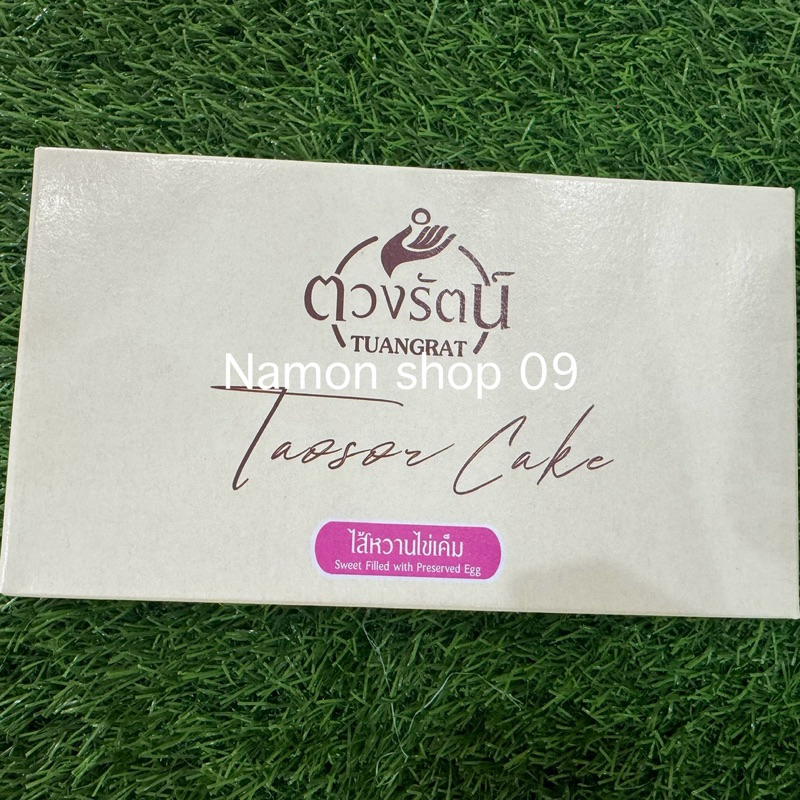 ตวงรัตน์
TUANGRAT
Namon shop 09
Taosor Cake
ไส้หวานไข่เค็ม
Sweet Filled with Preserved Egg